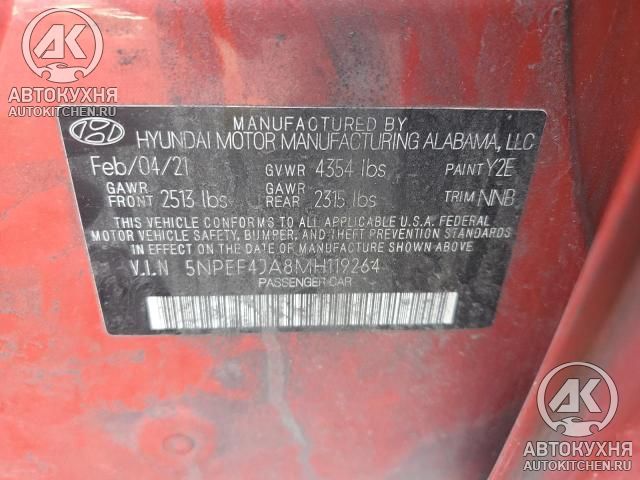 AK
АВТОКУХНЯ
AUTOKITCHEN.RU
MANUFACTURED BY
HYUNDAI MOTOR MANUFACTURING ALABAMA, LLC
Feb/04/21 GVWR 4354 lbs PAINT Y2E
GAWR FRONT 2513 lbs GAWR REAR 2315 lbs TRIM NNB
THIS VEHICLE CONFORMS TO ALL APPLICABLE U.S.A. FEDERAL
MOTOR VEHICLE SAFETY, BUMPER, AND THEFT PREVENTION STANDARDS
IN EFFECT ON THE DATE OF MANUFACTURE SHOWN ABOVE.
V.I.N 5NPEF4JA8MH119264
PASSENGER CAR
AK
АВТОКУХНЯ
AUTOKITCHEN.RU